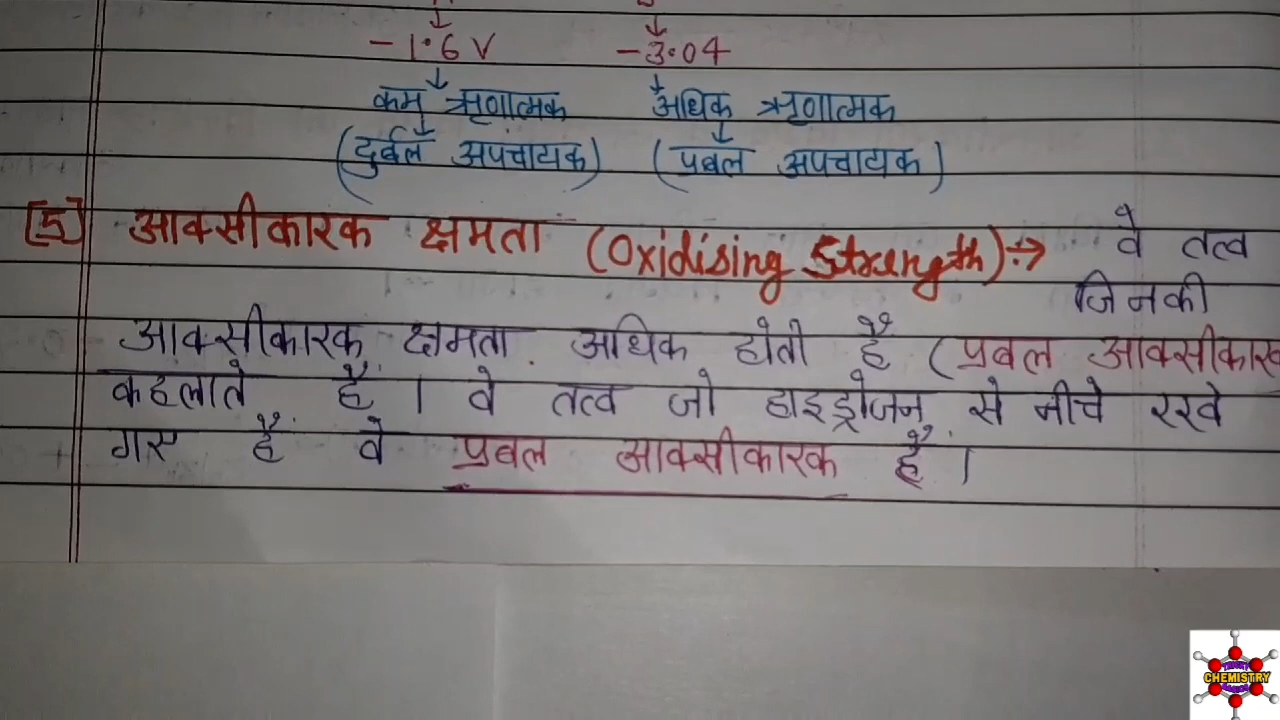 -1.6 V -3.04
कम ऋणात्मक अधिक ऋणात्मक
(दुर्बल अपचायक) (प्रबल अपचायक)
[5] आक्सीकारक क्षमता (Oxidising Strength) :→ वे तत्व
जिनकी
आक्सीकारक क्षमता अधिक होती है (प्रबल आक्सीकारक
कहलाते है । वे तत्व जो हाइड्रोजन से नीचे रखे
गए है वे प्रबल आक्सीकारक है ।
CHEMISTRY